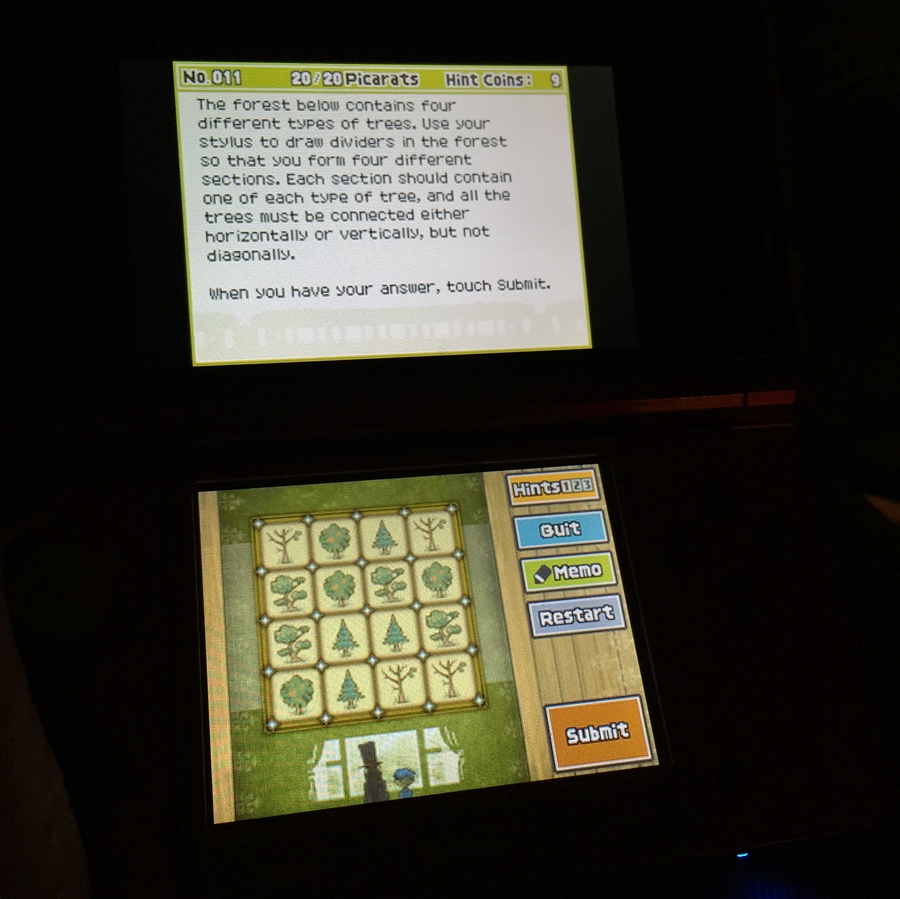 No.011 20/20 Picarats Hint Coins: 9
The forest below contains four
different types of trees. Use your
stylus to draw dividers in the forest
so that you form four different
sections. Each section should contain
one of each type of tree, and all the
trees must be connected either
horizontally or vertically, but not
diagonally.
When you have your answer, touch Submit.
Hints 1 2 3
Quit
Memo
Restart
Submit